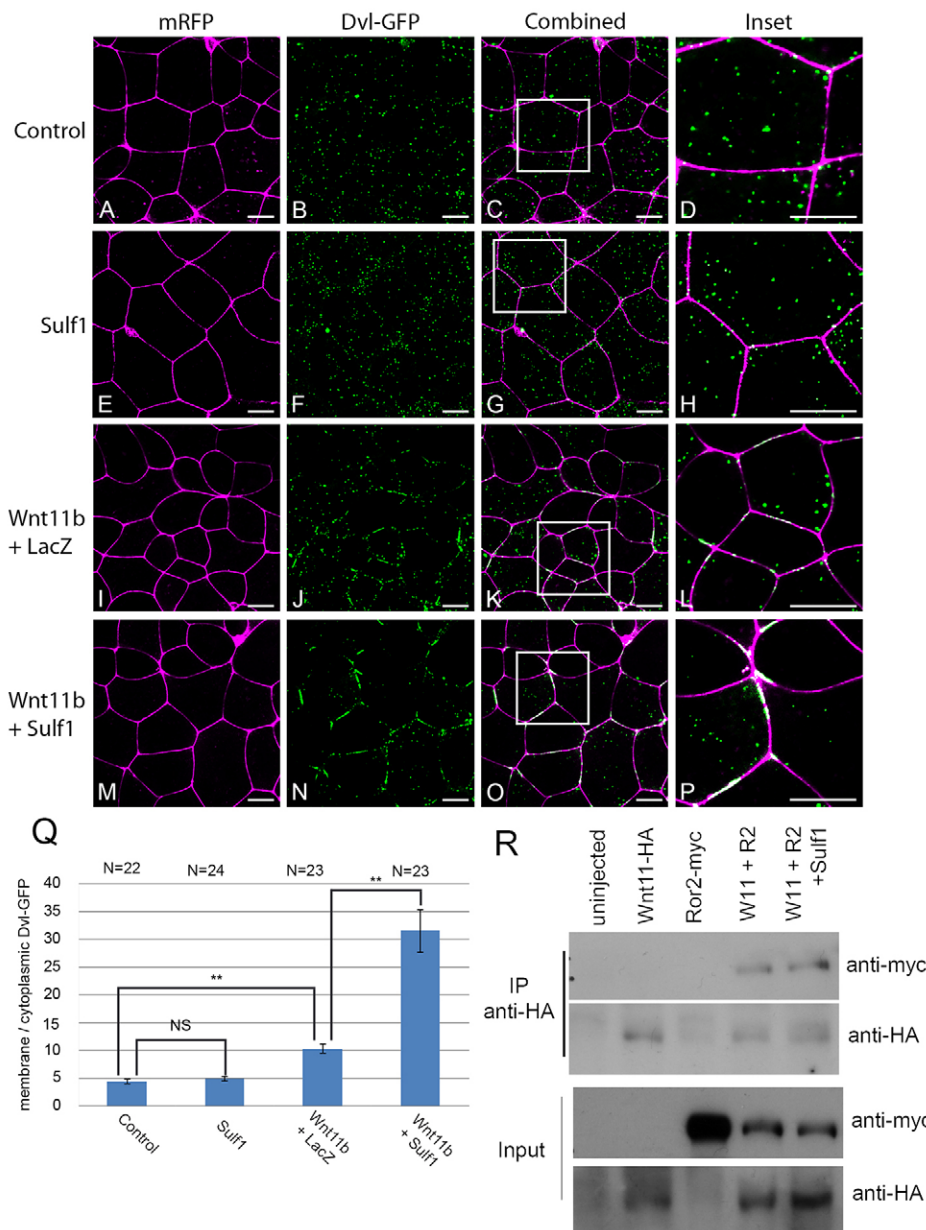 mRFP Dvl-GFP Combined Inset
Control
A B C D
Sulf1
E F G H
Wnt11b
+ LacZ
I J K L
Wnt11b
+ Sulf1
M N O P
Q
N=22 N=24 N=23 N=23
**
**
NS
membrane / cytoplasmic Dvl-GFP
40
35
30
25
20
15
10
5
0
Control
Sulf1
Wnt11b
+ LacZ
Wnt11b
+ Sulf1
R
uninjected
Wnt11-HA
Ror2-myc
W11 + R2
W11 + R2
+Sulf1
IP
anti-HA
anti-myc
anti-HA
Input
anti-myc
anti-HA